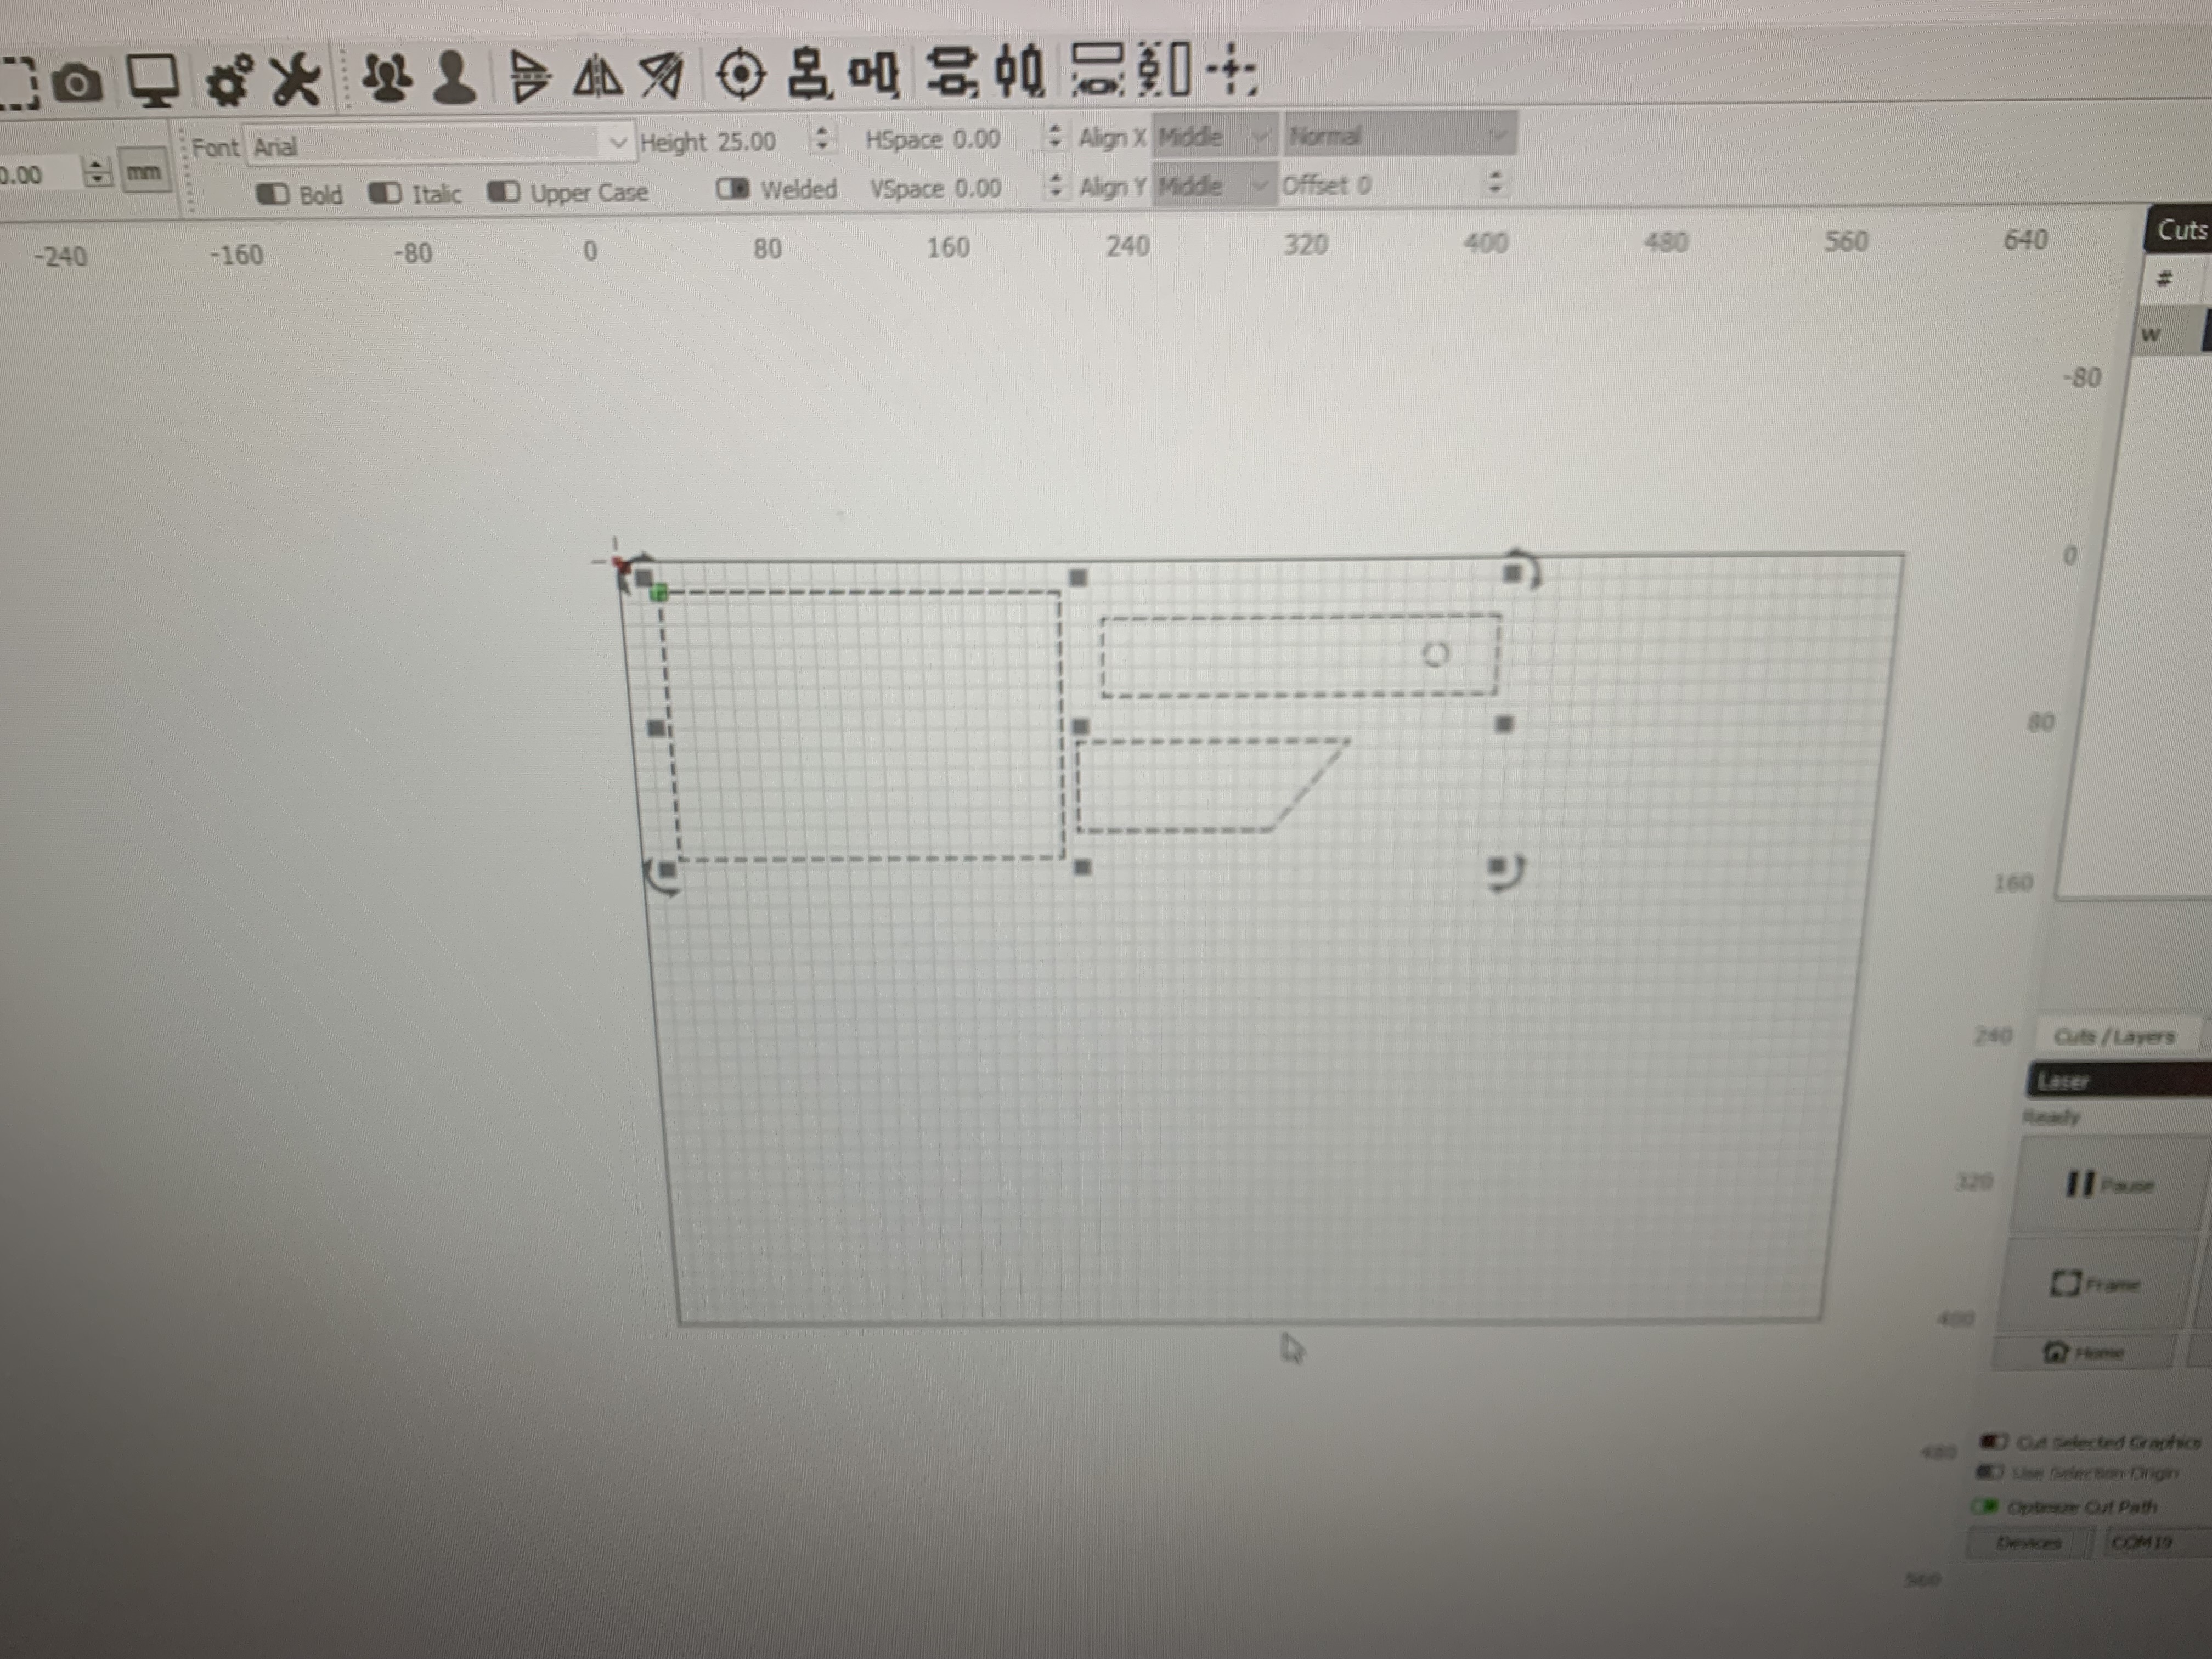 Font Arial Height 25.00 HSpace 0.00 Align X Middle Normal
0.00 mm Bold Italic Upper Case Welded VSpace 0.00 Align Y Middle Offset 0
-240 -160 -80 0 80 160 240 320 400 480 560 640
Cuts
#
w
-80
0
80
160
240
Cuts / Layers
Laser
Ready
320
Pause
Frame
400
Home
480
Cut Selected Graphics
Use Selection Origin
Optimize Cut Path
Devices COM19
560